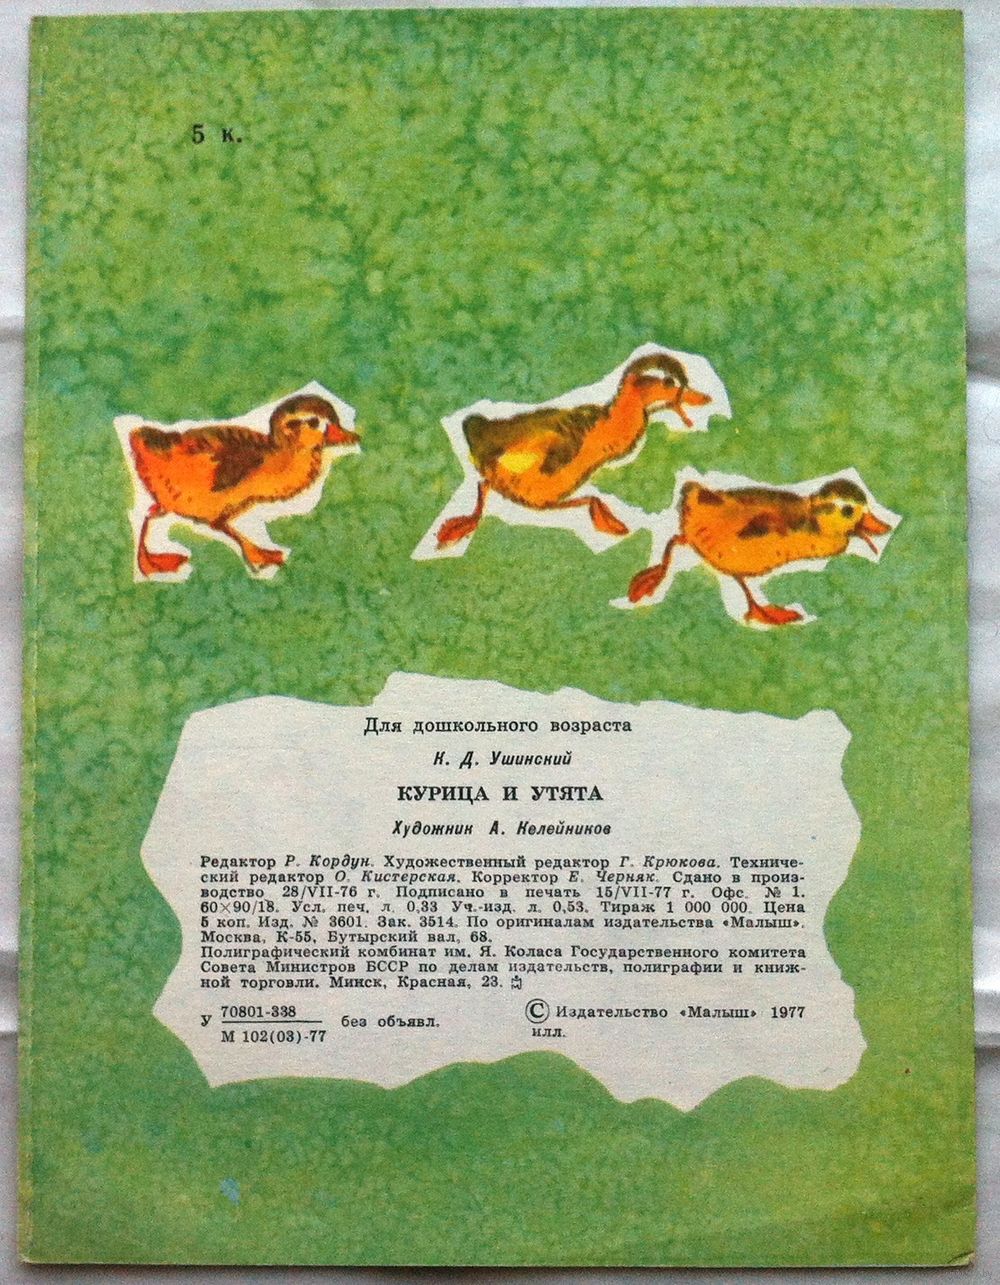 5 к.
Для дошкольного возраста
К. Д. Ушинский
КУРИЦА И УТЯТА
Художник А. Келейников
Редактор Р. Кордун. Художественный редактор Г. Крюкова. Техниче-
ский редактор О. Кистерская. Корректор Е. Черняк. Сдано в произ-
водство 28/VII-76 г. Подписано в печать 15/VII-77 г. Офс. № 1.
60×90/18. Усл. печ. л. 0,33 Уч.-изд. л. 0,53. Тираж 1 000 000. Цена
5 коп. Изд. № 3601. Зак. 3514. По оригиналам издательства «Малыш».
Москва, К-55, Бутырский вал, 68.
Полиграфический комбинат им. Я. Коласа Государственного комитета
Совета Министров БССР по делам издательств, полиграфии и книж-
ной торговли. Минск, Красная, 23.
У 70801-338 без объявл.
М 102(03)-77
© Издательство «Малыш» 1977
илл.